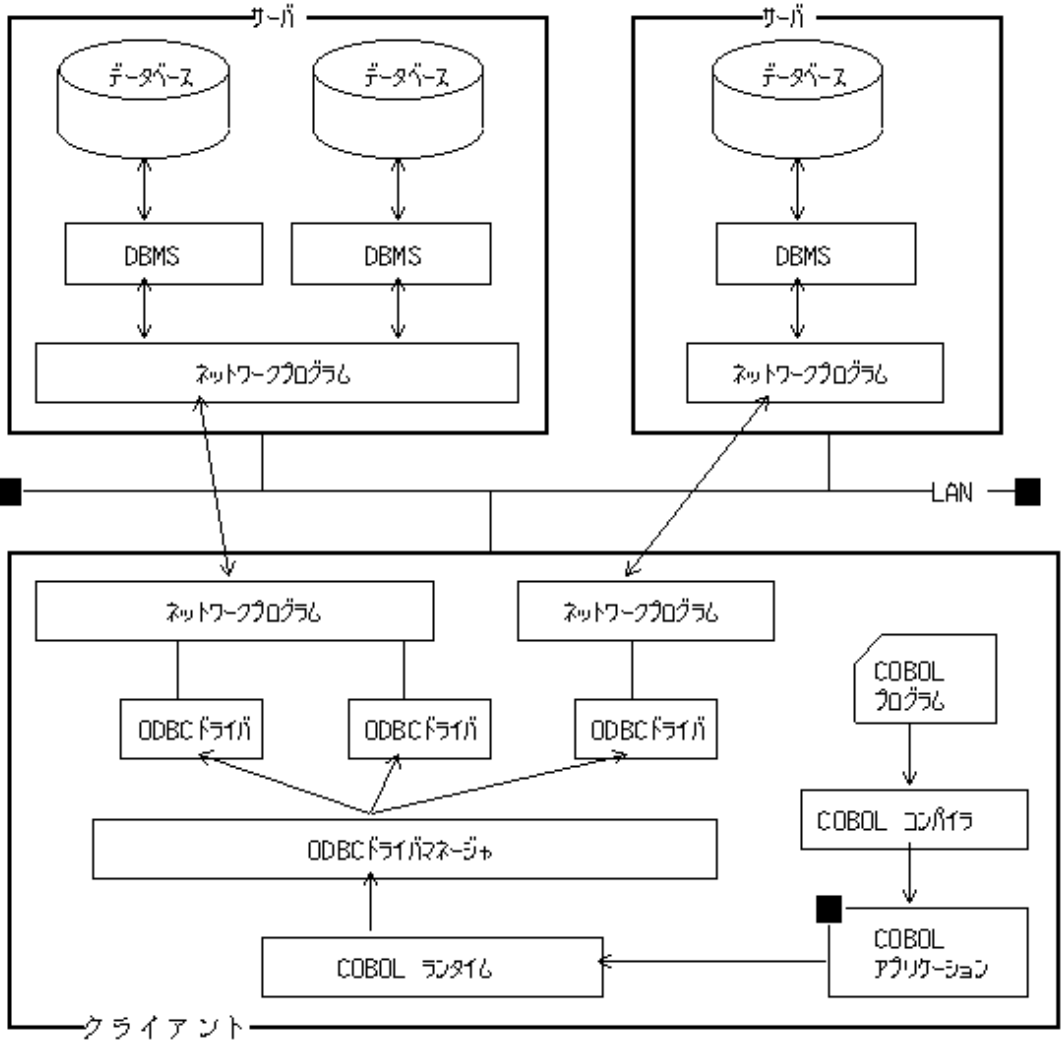 サーバ
サーバ
データベース
データベース
データベース
DBMS
DBMS
DBMS
ネットワークプログラム
ネットワークプログラム
LAN
ネットワークプログラム
ネットワークプログラム
COBOL
プログラム
ODBCドライバ
ODBCドライバ
ODBCドライバ
COBOL コンパイラ
ODBCドライバマネージャ
COBOL
アプリケーション
COBOL ランタイム
クライアント